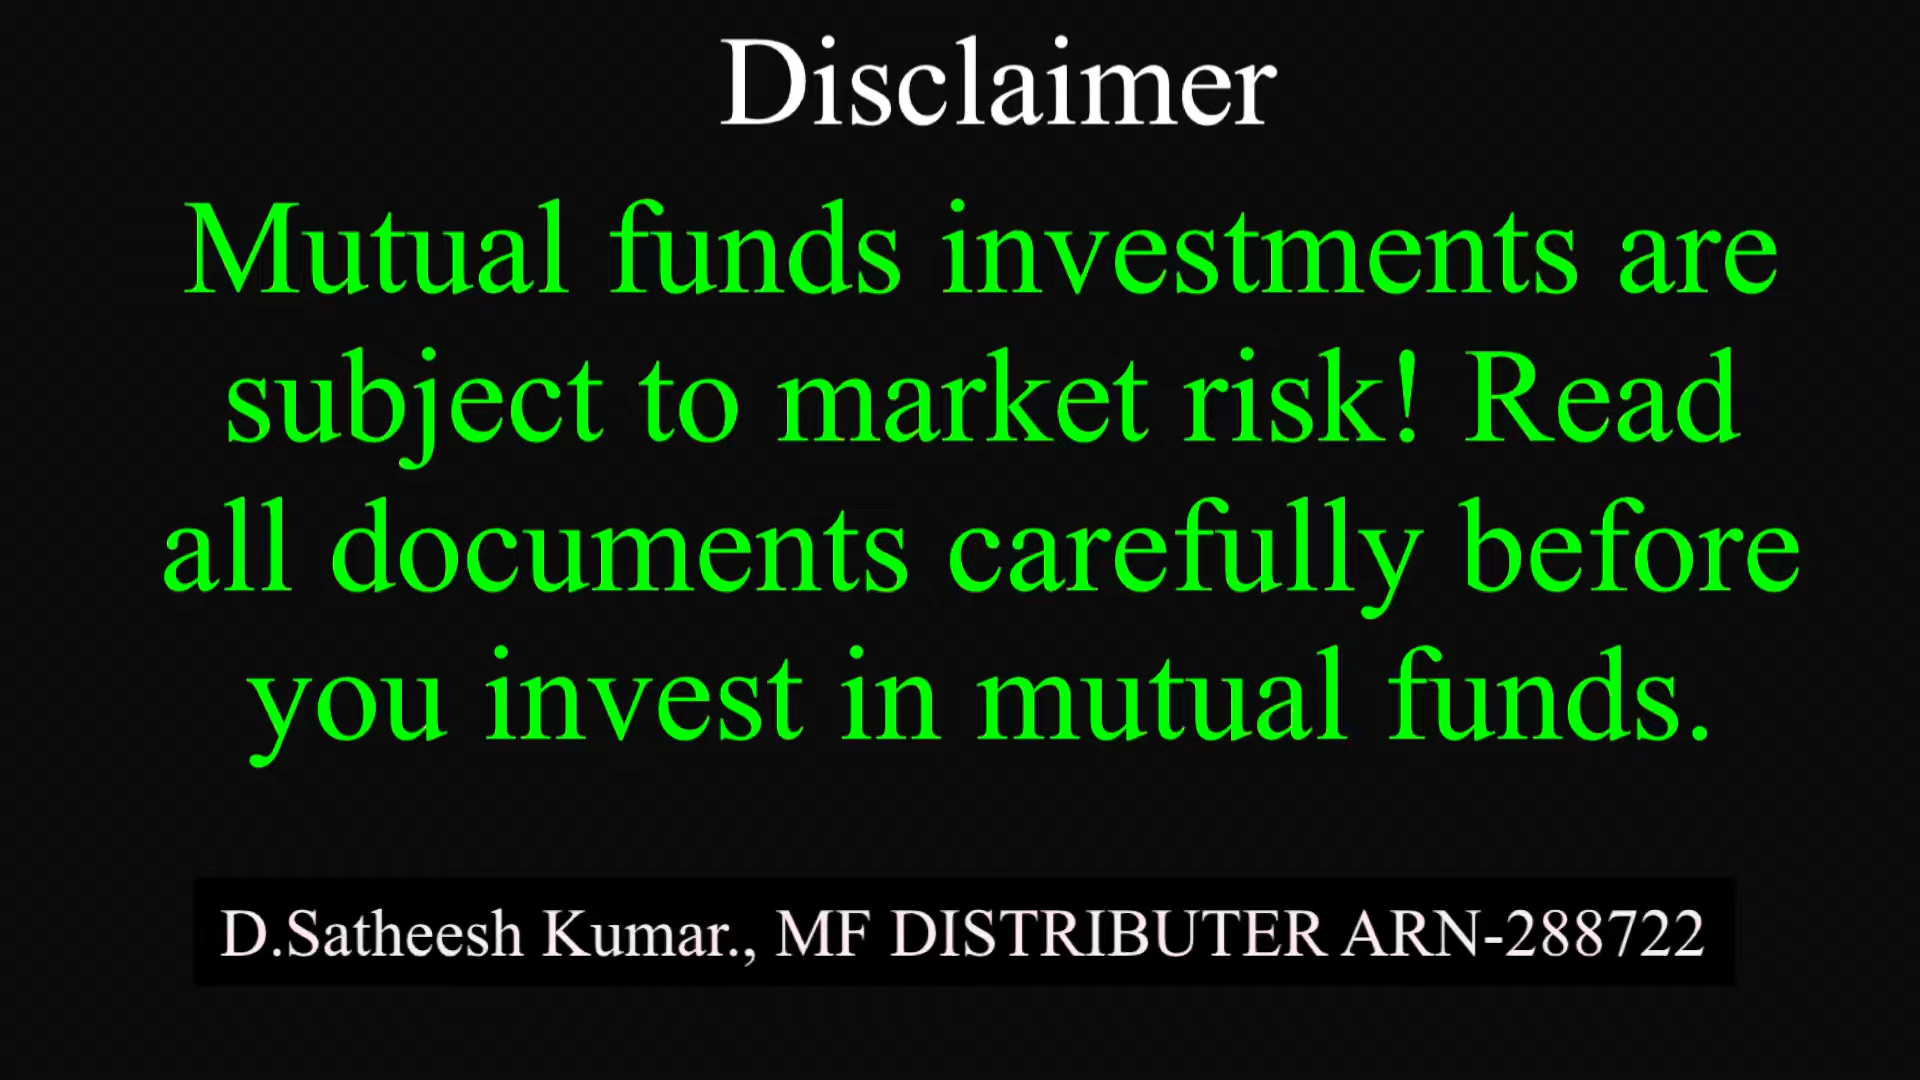 Disclaimer
Mutual funds investments are
subject to market risk! Read
all documents carefully before
you invest in mutual funds.
D.Satheesh Kumar., MF DISTRIBUTER ARN-288722